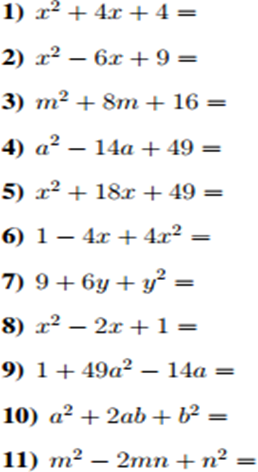 1) x² + 4x + 4 =
2) x² − 6x + 9 =
3) m² + 8m + 16 =
4) a² − 14a + 49 =
5) x² + 18x + 49 =
6) 1 − 4x + 4x² =
7) 9 + 6y + y² =
8) x² − 2x + 1 =
9) 1 + 49a² − 14a =
10) a² + 2ab + b² =
11) m² − 2mn + n² =